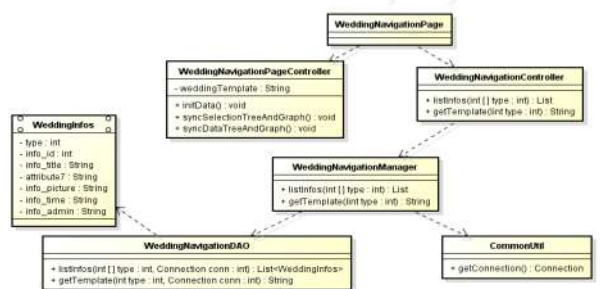 WeddingNavigationPage
WeddingNavigationPageController
- weddingTemplate : String
+ initData() : void
+ syncSelectionTreeAndGraph() : void
+ syncDataTreeAndGraph() : void
WeddingNavigationController
+ listInfos(int [] type : int) : List
+ getTemplate(int type : int) : String
WeddingInfos
- type : int
- info_id : int
- info_title : String
- attribute7 : String
- info_picture : String
- info_time : String
- info_admin : String
WeddingNavigationManager
+ listInfos(int [] type : int) : List
+ getTemplate(int type : int) : String
WeddingNavigationDAO
+ listInfos(int [] type : int, Connection conn : int) : List<WeddingInfos>
+ getTemplate(int type : int, Connection conn : int) : String
CommonUtil
+ getConnection() : Connection